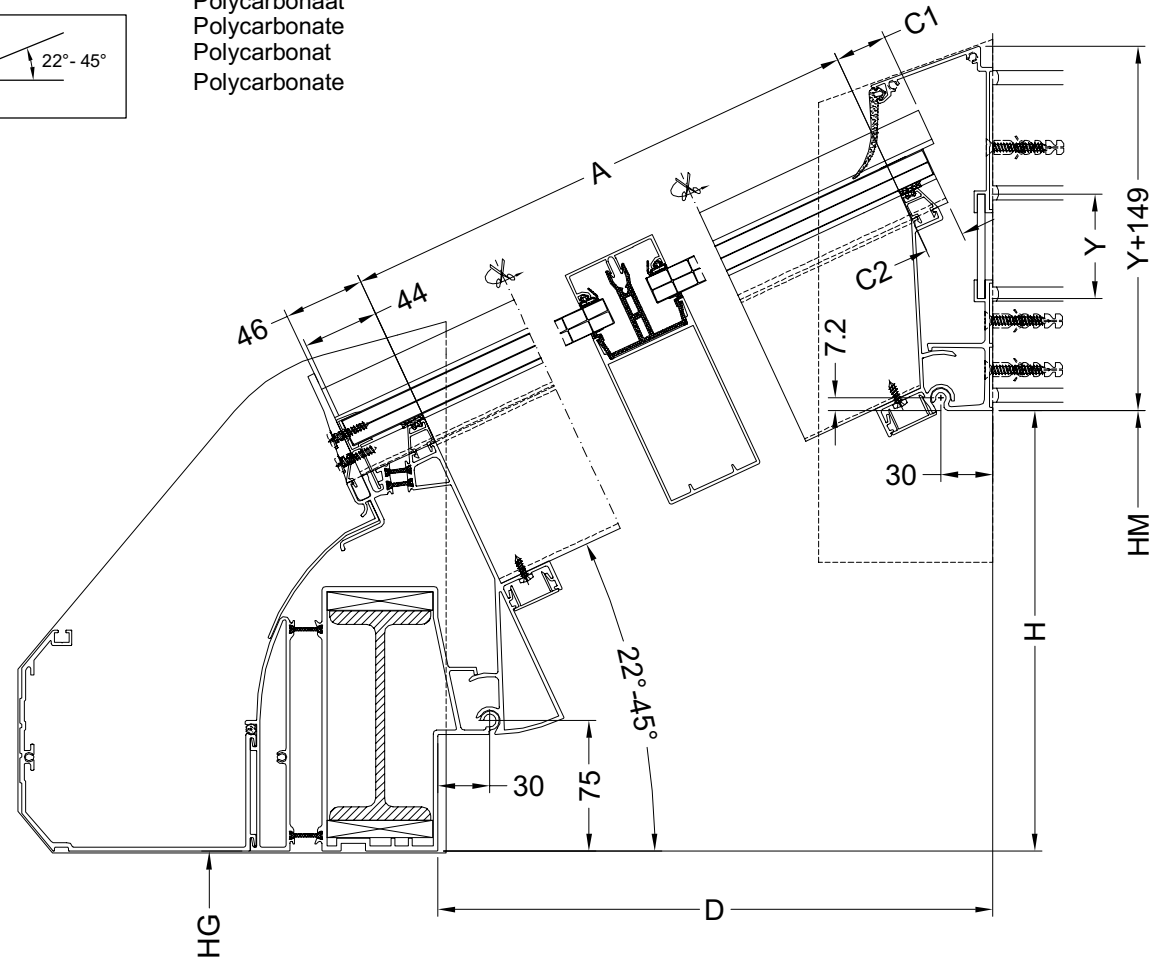 Polycarbonaat
Polycarbonate
Polycarbonat
Polycarbonate
22°- 45°
C1
A
46
44
C2
Y
Y+149
7.2
30
HM
H
22°-45°
75
30
D
HG